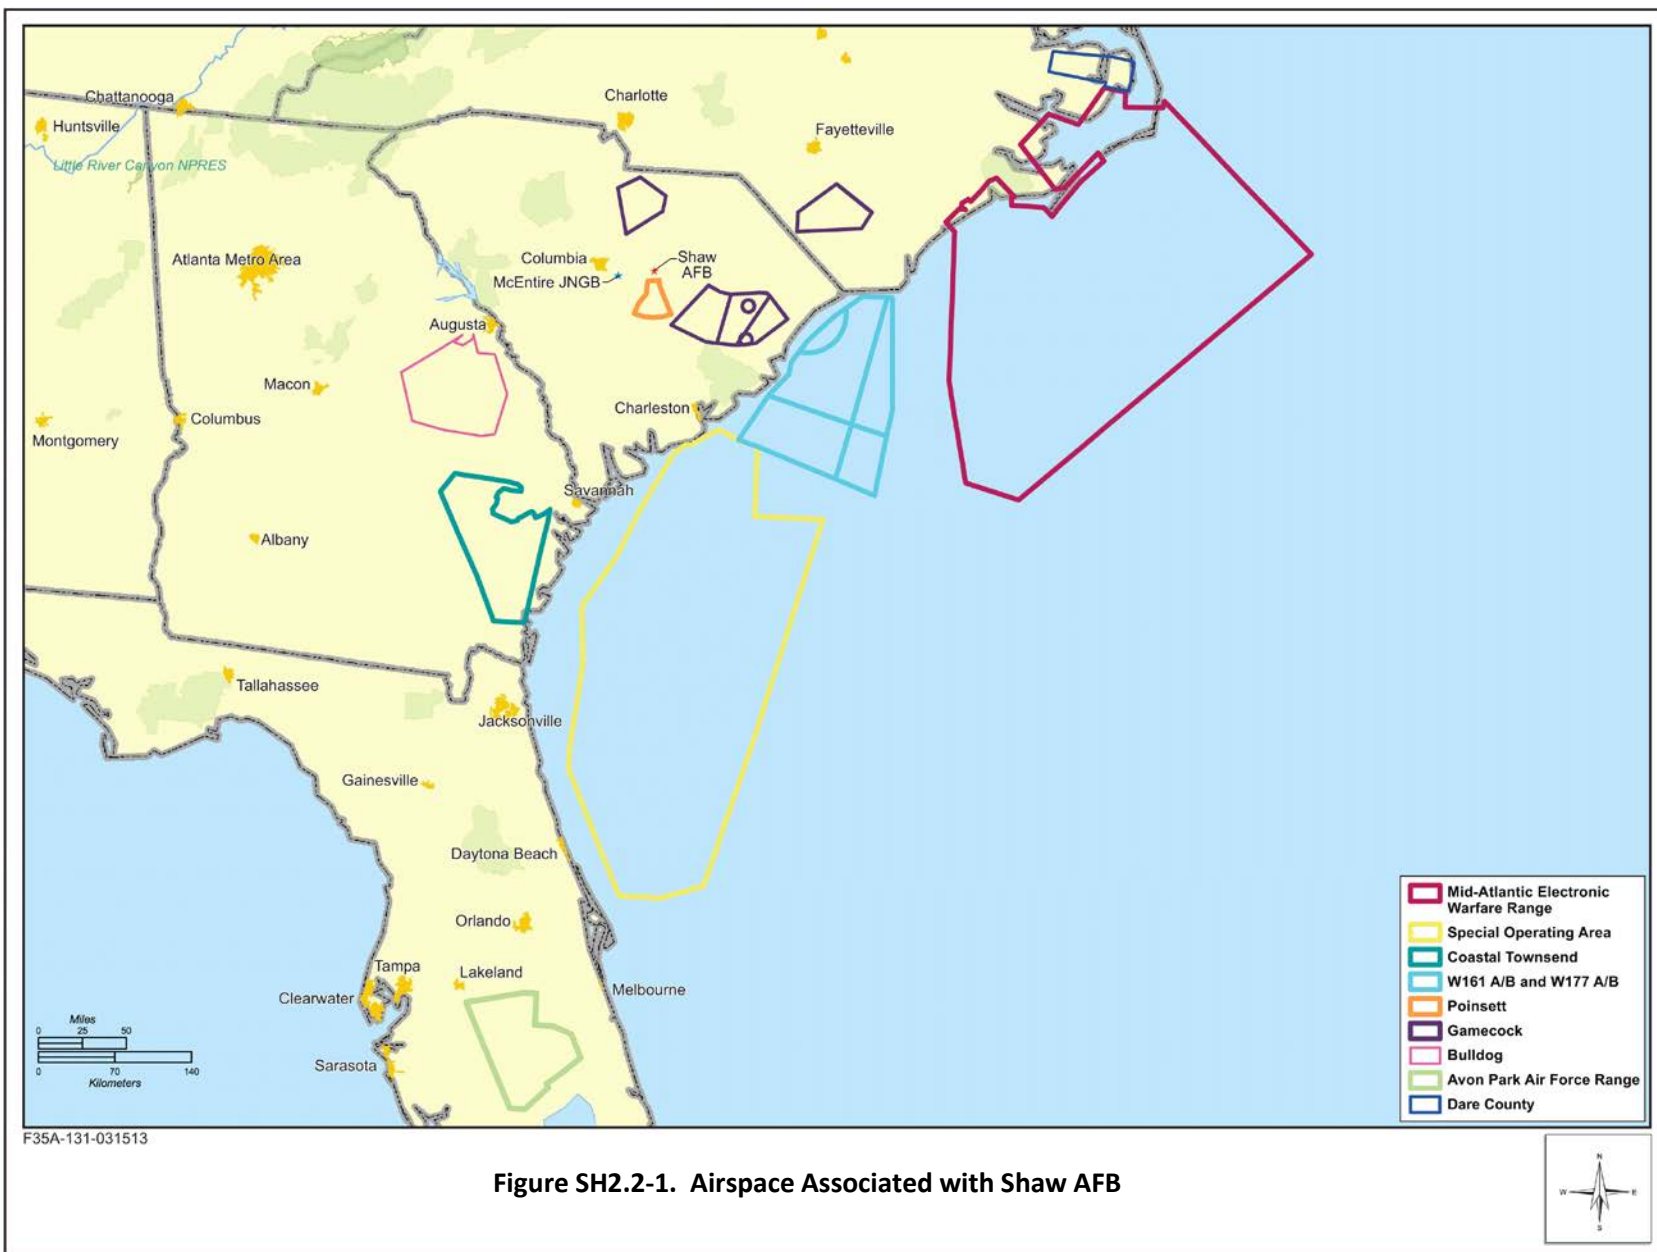 Chattanooga
Huntsville
Little River Canyon NPRES
Charlotte
Fayetteville
Atlanta Metro Area
Columbia
McEntire JNGB
Shaw
AFB
Augusta
Macon
Columbus
Montgomery
Charleston
Savannah
Albany
Tallahassee
Jacksonville
Gainesville
Daytona Beach
Orlando
Tampa
Lakeland
Clearwater
Melbourne
Sarasota
Miles
0 25 50
0 70 140
Kilometers
Mid-Atlantic Electronic
Warfare Range
Special Operating Area
Coastal Townsend
W161 A/B and W177 A/B
Poinsett
Gamecock
Bulldog
Avon Park Air Force Range
Dare County
F35A-131-031513
Figure SH2.2-1. Airspace Associated with Shaw AFB
N
W E
S